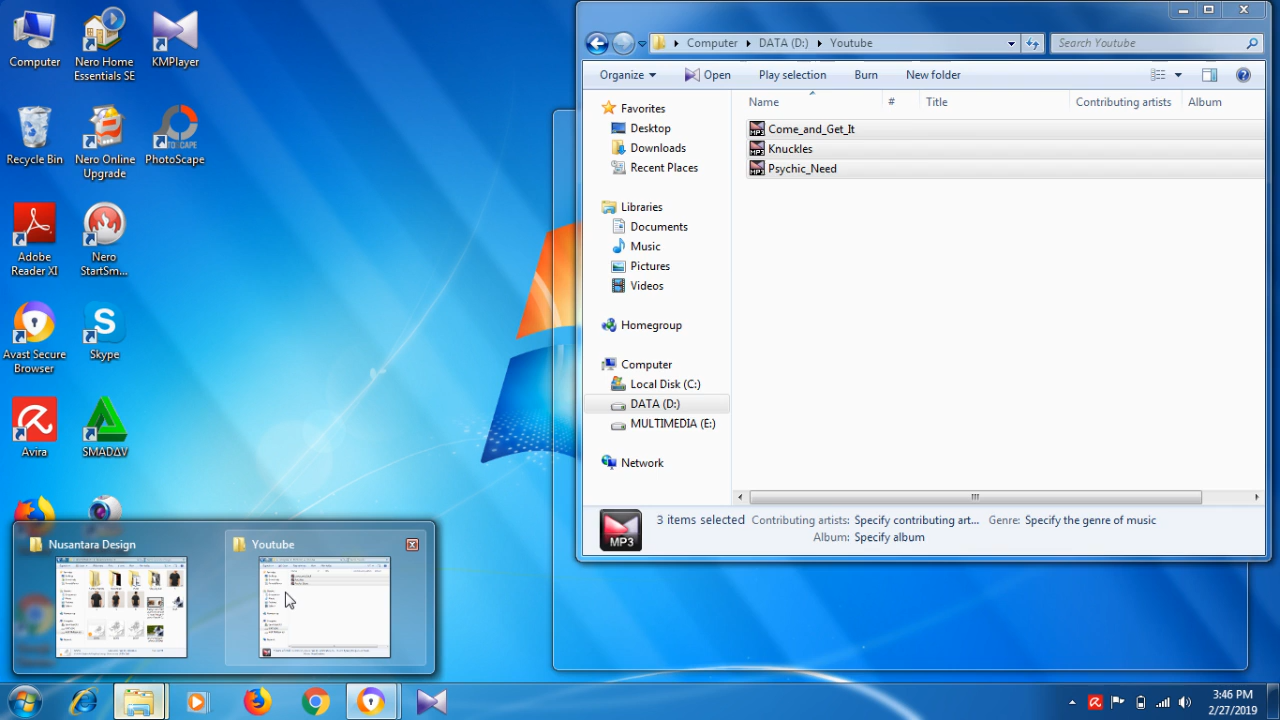 Computer
Nero Home
Essentials SE
KMPlayer
Recycle Bin
Nero Online
Upgrade
PhotoScape
Adobe
Reader XI
Nero
StartSm...
Avast Secure
Browser
Skype
Avira
SMAD∆V
Computer
DATA (D:)
Youtube
Search Youtube
Organize
Open
Play selection
Burn
New folder
Name
#
Title
Contributing artists
Album
Favorites
Desktop
Downloads
Recent Places
Libraries
Documents
Music
Pictures
Videos
Homegroup
Computer
Local Disk (C:)
DATA (D:)
MULTIMEDIA (E:)
Network
Come_and_Get_It
Knuckles
Psychic_Need
MP3
3 items selected
Contributing artists: Specify contributing art...
Genre: Specify the genre of music
Album: Specify album
Nusantara Design
Youtube
3:46 PM
2/27/2019